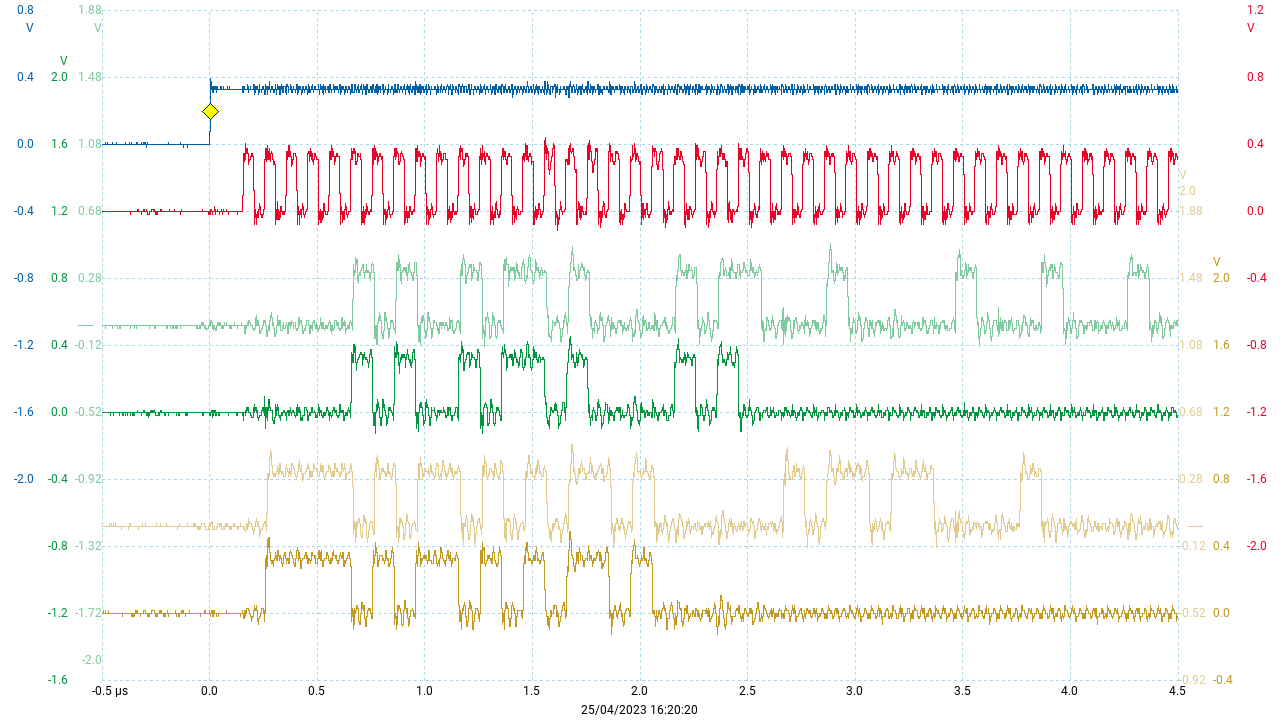 0.8 1.88 1.2
V V V
V
0.4 2.0 1.48 0.8
0.0 1.6 1.08 0.4
V
2.0
-0.4 1.2 0.68 1.88 0.0
V
-0.8 0.8 0.28 1.48 2.0 -0.4
-1.2 0.4 -0.12 1.08 1.6 -0.8
-1.6 0.0 -0.52 0.68 1.2 -1.2
-2.0 -0.4 -0.92 0.28 0.8 -1.6
-0.8 -1.32 -0.12 0.4 -2.0
-1.2 -1.72 -0.52 0.0
-2.0
-1.6 -0.92 -0.4
-0.5 µs 0.0 0.5 1.0 1.5 2.0 2.5 3.0 3.5 4.0 4.5
25/04/2023 16:20:20